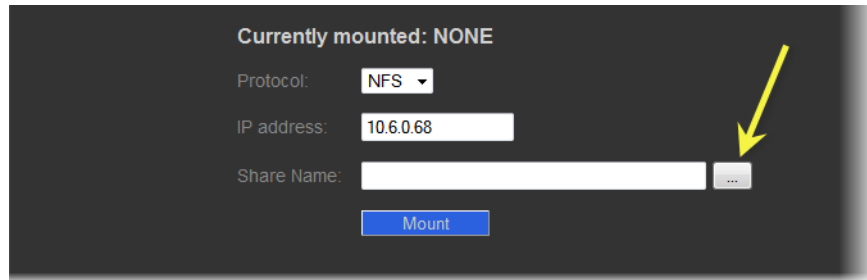 Currently mounted: NONE
Protocol: NFS
IP address: 10.6.0.68
Share Name: ...
Mount